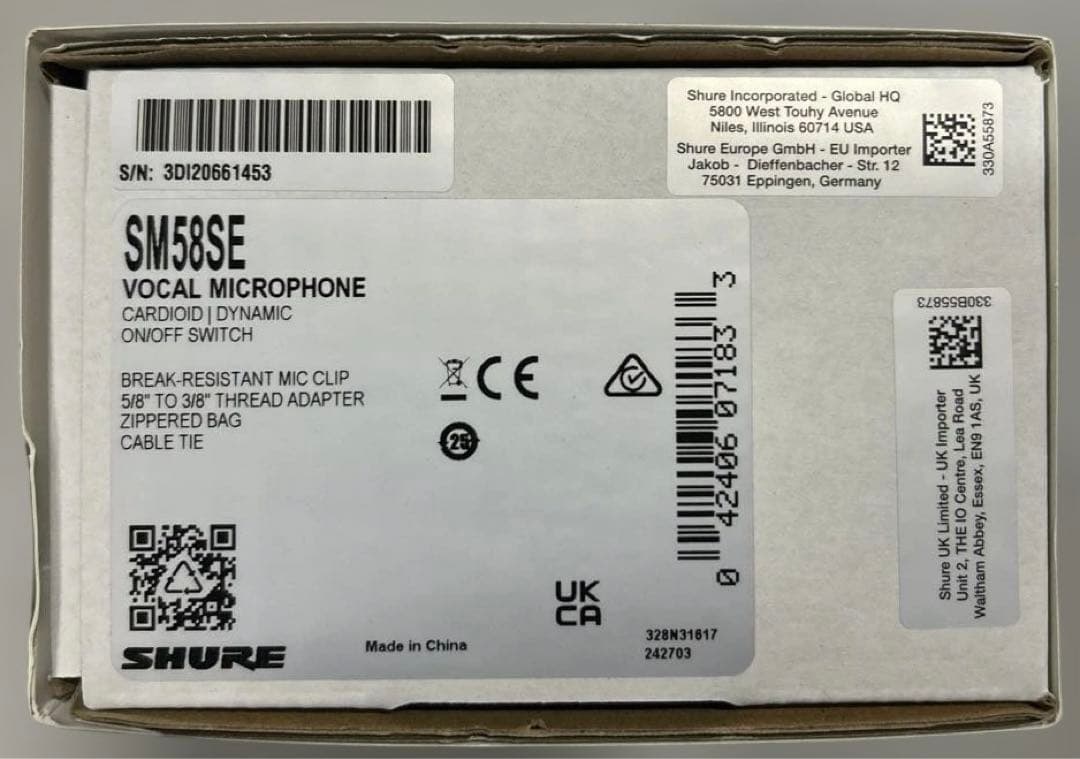 S/N: 3DI20661453
Shure Incorporated - Global HQ
5800 West Touhy Avenue
Niles, Illinois 60714 USA
Shure Europe GmbH - EU Importer
Jakob - Dieffenbacher - Str. 12
75031 Eppingen, Germany
330A55873
SM58SE
VOCAL MICROPHONE
CARDIOID | DYNAMIC
ON/OFF SWITCH
BREAK-RESISTANT MIC CLIP
5/8" TO 3/8" THREAD ADAPTER
ZIPPERED BAG
CABLE TIE
CE
25
0 42406 07183 3
330B55873
Shure UK Limited - UK Importer
Unit 2, THE IO Centre, Lea Road
Waltham Abbey, Essex, EN9 1AS, UK
UK
CA
SHURE
Made in China
328N31617
242703